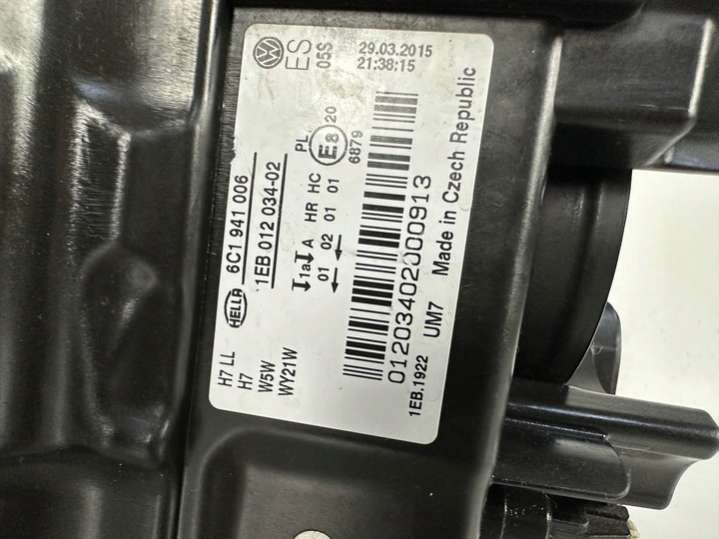 HELLA 6C1 941 006
1EB 012 034-02
ES
05S
29.03.2015
21:38:15
H7 LL
H7
W5W
WY21W
1a A HR HC PL
01 02 01 01
E8 20
6879
01203402000913
1EB.1922 UM7 Made in Czech Republic